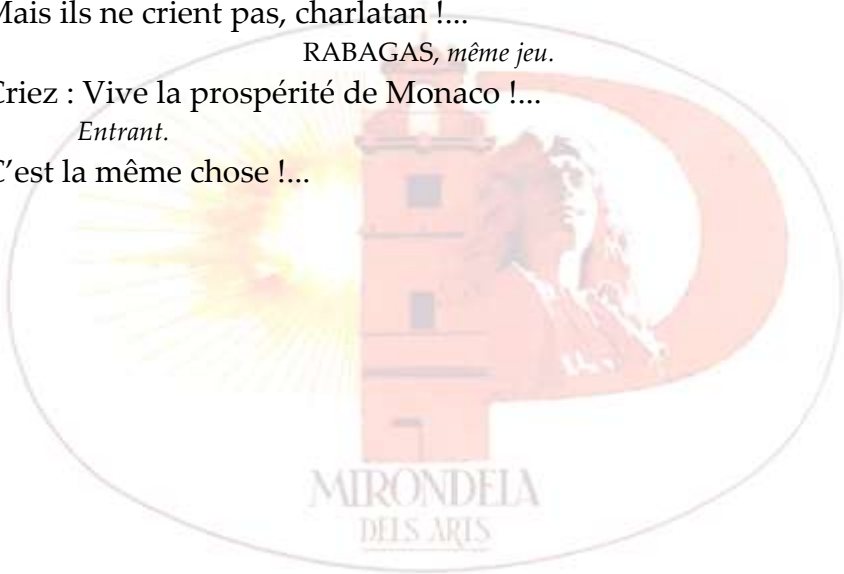 Mais ils ne crient pas, charlatan !...
RABAGAS, même jeu.
Criez : Vive la prospérité de Monaco !...
Entrant.
C’est la même chose !...
MIRONDELA
DELS ARTS